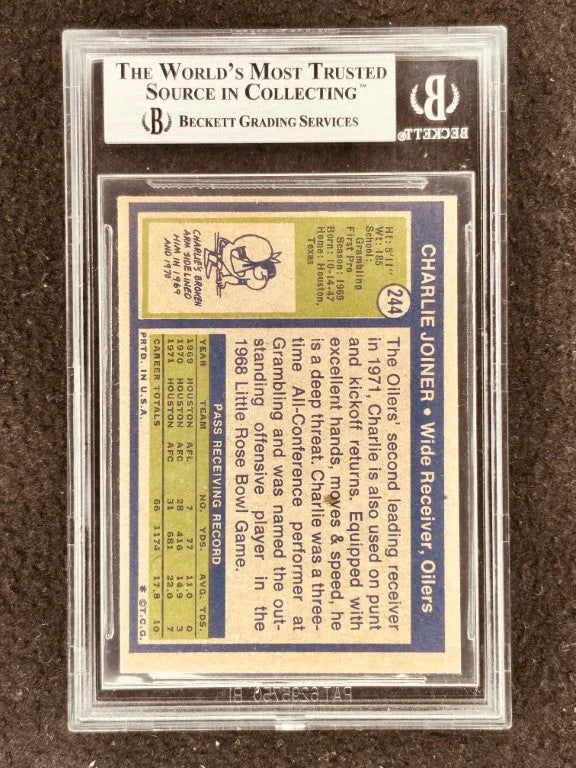 THE WORLD'S MOST TRUSTED
SOURCE IN COLLECTING™
BECKETT GRADING SERVICES
BECKETT
CHARLIE JOINER • Wide Receiver, Oilers
244
Ht: 5'11"
Wt: 185
School:
Grambling
First Pro
Season: 1969
Born: 10-14-47
Home: Houston,
Texas
CHARLIE'S BROKEN
ARM SIDELINED
HIM IN 1969
AND 1970
The Oilers' second leading receiver
in 1971, Charlie is also used on punt
and kickoff returns. Equipped with
excellent hands, moves & speed, he
is a deep threat. Charlie was a three-
time All-Conference performer at
Grambling and was named the out-
standing offensive player in the
1968 Little Rose Bowl Game.
PASS RECEIVING RECORD
YEAR TEAM NO. YDS. AVG. TDS.
1969 HOUSTON AFL 7 77 11.0 0
1970 HOUSTON AFC 28 416 14.9 3
1971 HOUSTON AFC 31 681 22.0 7
CAREER TOTALS 66 1174 17.8 10
PRTD. IN U.S.A. * ©T.C.G.